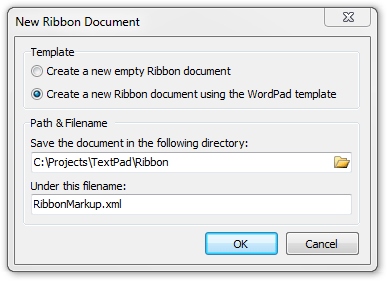 New Ribbon Document
Template
Create a new empty Ribbon document
Create a new Ribbon document using the WordPad template
Path & Filename
Save the document in the following directory:
C:\Projects\TextPad\Ribbon
Under this filename:
RibbonMarkup.xml
OK
Cancel